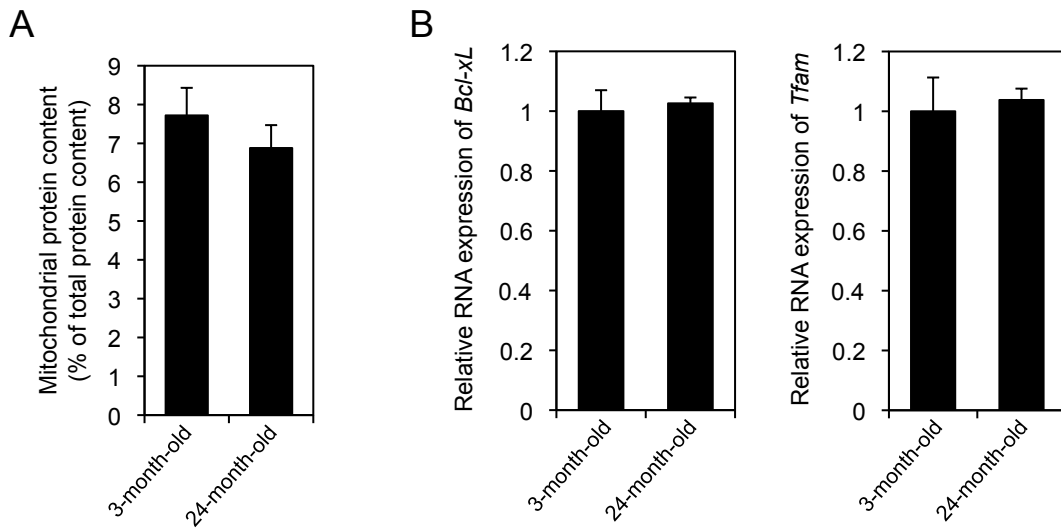 A
Mitochondrial protein content
(% of total protein content)
9
8
7
6
5
4
3
2
1
0
3-month-old
24-month-old
B
Relative RNA expression of Bcl-xL
1.2
1
0.8
0.6
0.4
0.2
0
3-month-old
24-month-old
Relative RNA expression of Tfam
1.2
1
0.8
0.6
0.4
0.2
0
3-month-old
24-month-old